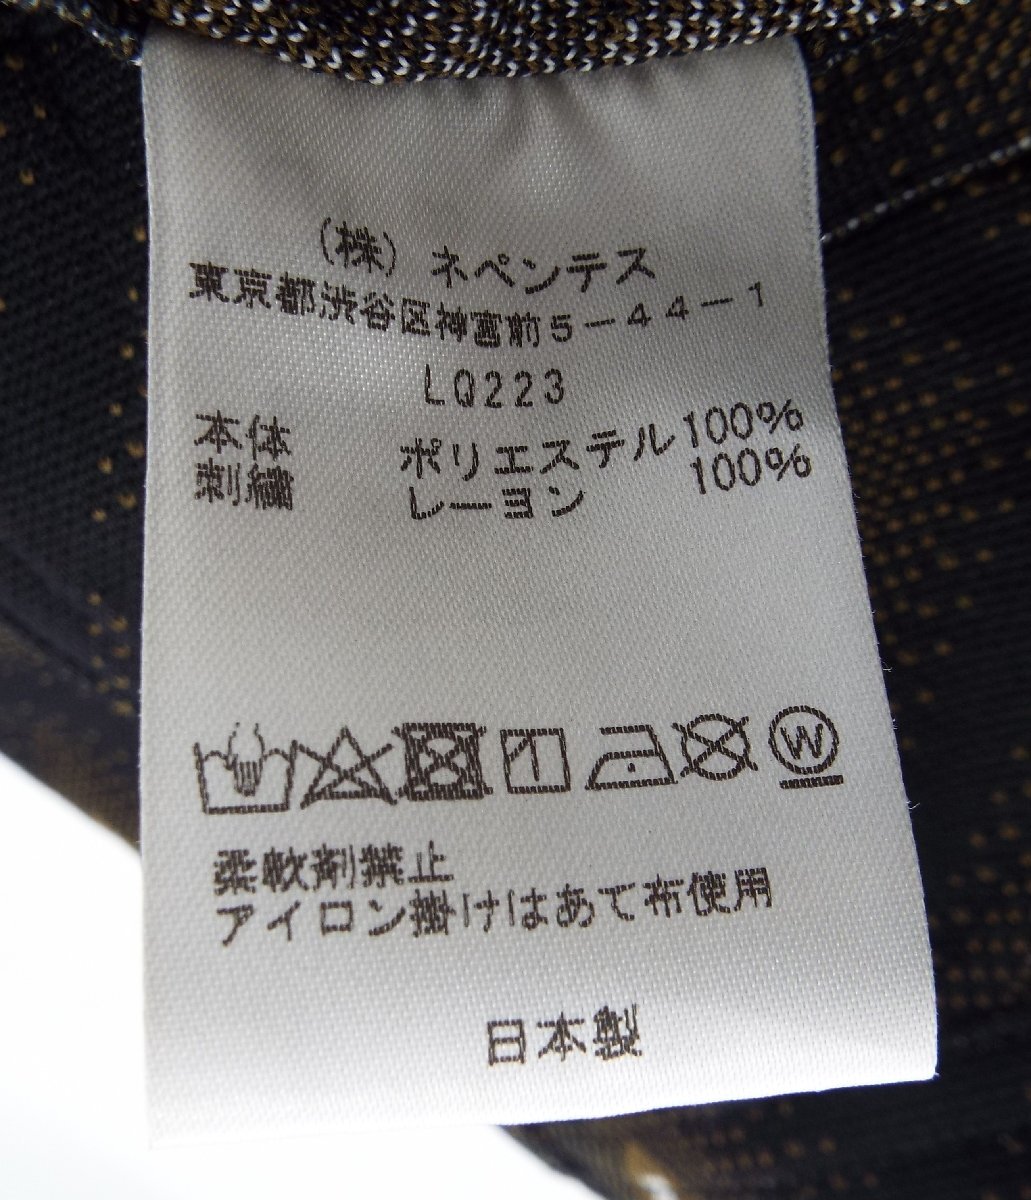 (株) ネペンテス
東京都渋谷区神宮前5-44-1
LQ223
本体 ポリエステル100%
刺繍 レーヨン 100%
W
柔軟剤禁止
アイロン掛けはあて布使用
日本製